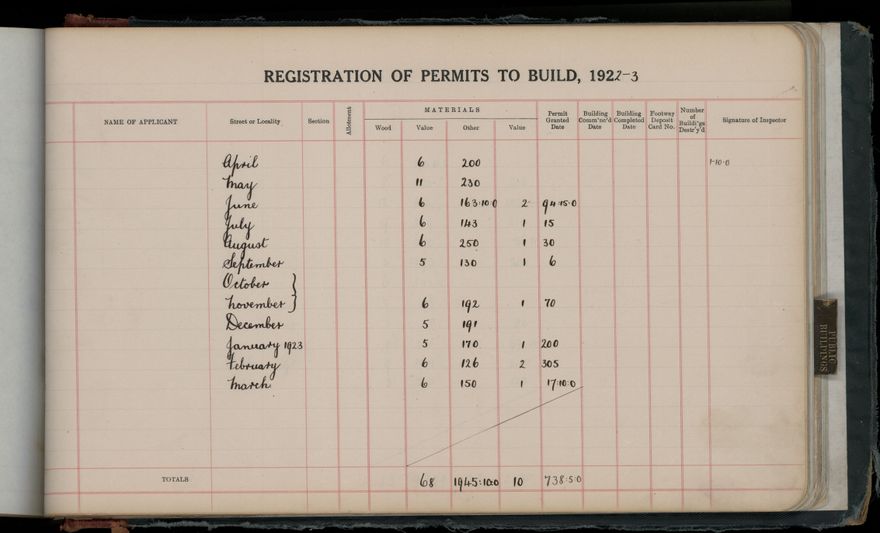 REGISTRATION OF PERMITS TO BUILD, 1922-3
NAME OF APPLICANT Street or Locality Section Allotment MATERIALS Wood Value Other Value Permit Granted Date Building Comm'nc'd Date Building Completed Date Footway Deposit Card No. Number of Buildi'gs Destr'y'd Signature of Inspector
April 6 200 1-10-0
May 11 230
June 6 163.10.0 2 94.15.0
July 6 143 1 15
August 6 250 1 30
September 5 130 1 6
October }
November } 6 192 1 70
December 5 191
January 1923 5 170 1 200
February 6 126 2 305
March 6 150 1 17.10.0
TOTALS 68 1945.10.0 10 738.5.0
PUBLIC BUILDINGS